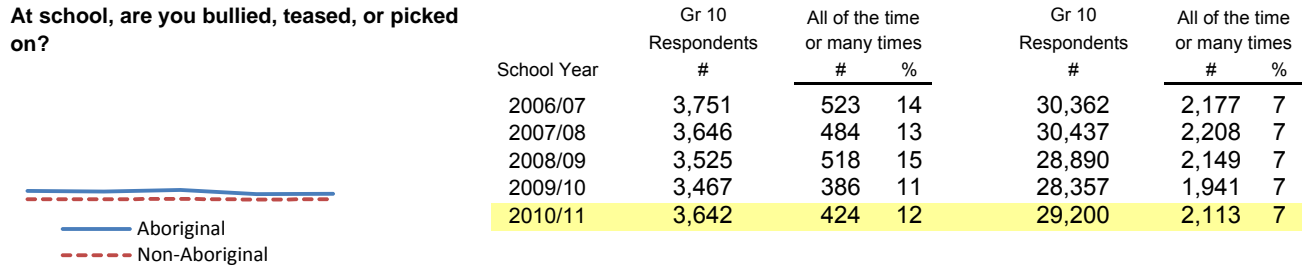 At school, are you bullied, teased, or picked on?
Gr 10 Respondents All of the time or many times Gr 10 Respondents All of the time or many times
School Year # # % # # %
2006/07 3,751 523 14 30,362 2,177 7
2007/08 3,646 484 13 30,437 2,208 7
2008/09 3,525 518 15 28,890 2,149 7
2009/10 3,467 386 11 28,357 1,941 7
2010/11 3,642 424 12 29,200 2,113 7
Aboriginal
Non-Aboriginal